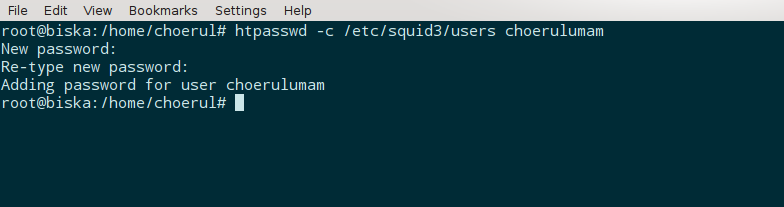 File Edit View Bookmarks Settings Help
root@biska:/home/choerul# htpasswd -c /etc/squid3/users choerulumam
New password:
Re-type new password:
Adding password for user choerulumam
root@biska:/home/choerul#